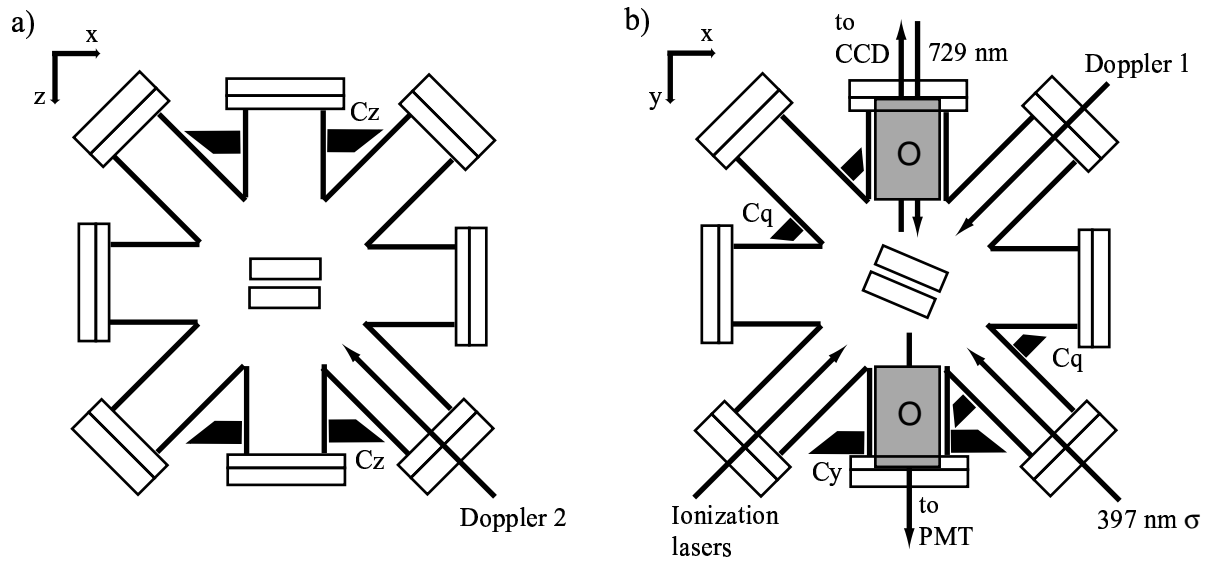 a)
x
z
Cz
Cz
Doppler 2
b)
x
y
to
CCD
729 nm
Doppler 1
O
Cq
Cq
O
Cy
Ionization
lasers
to
PMT
397 nm σ